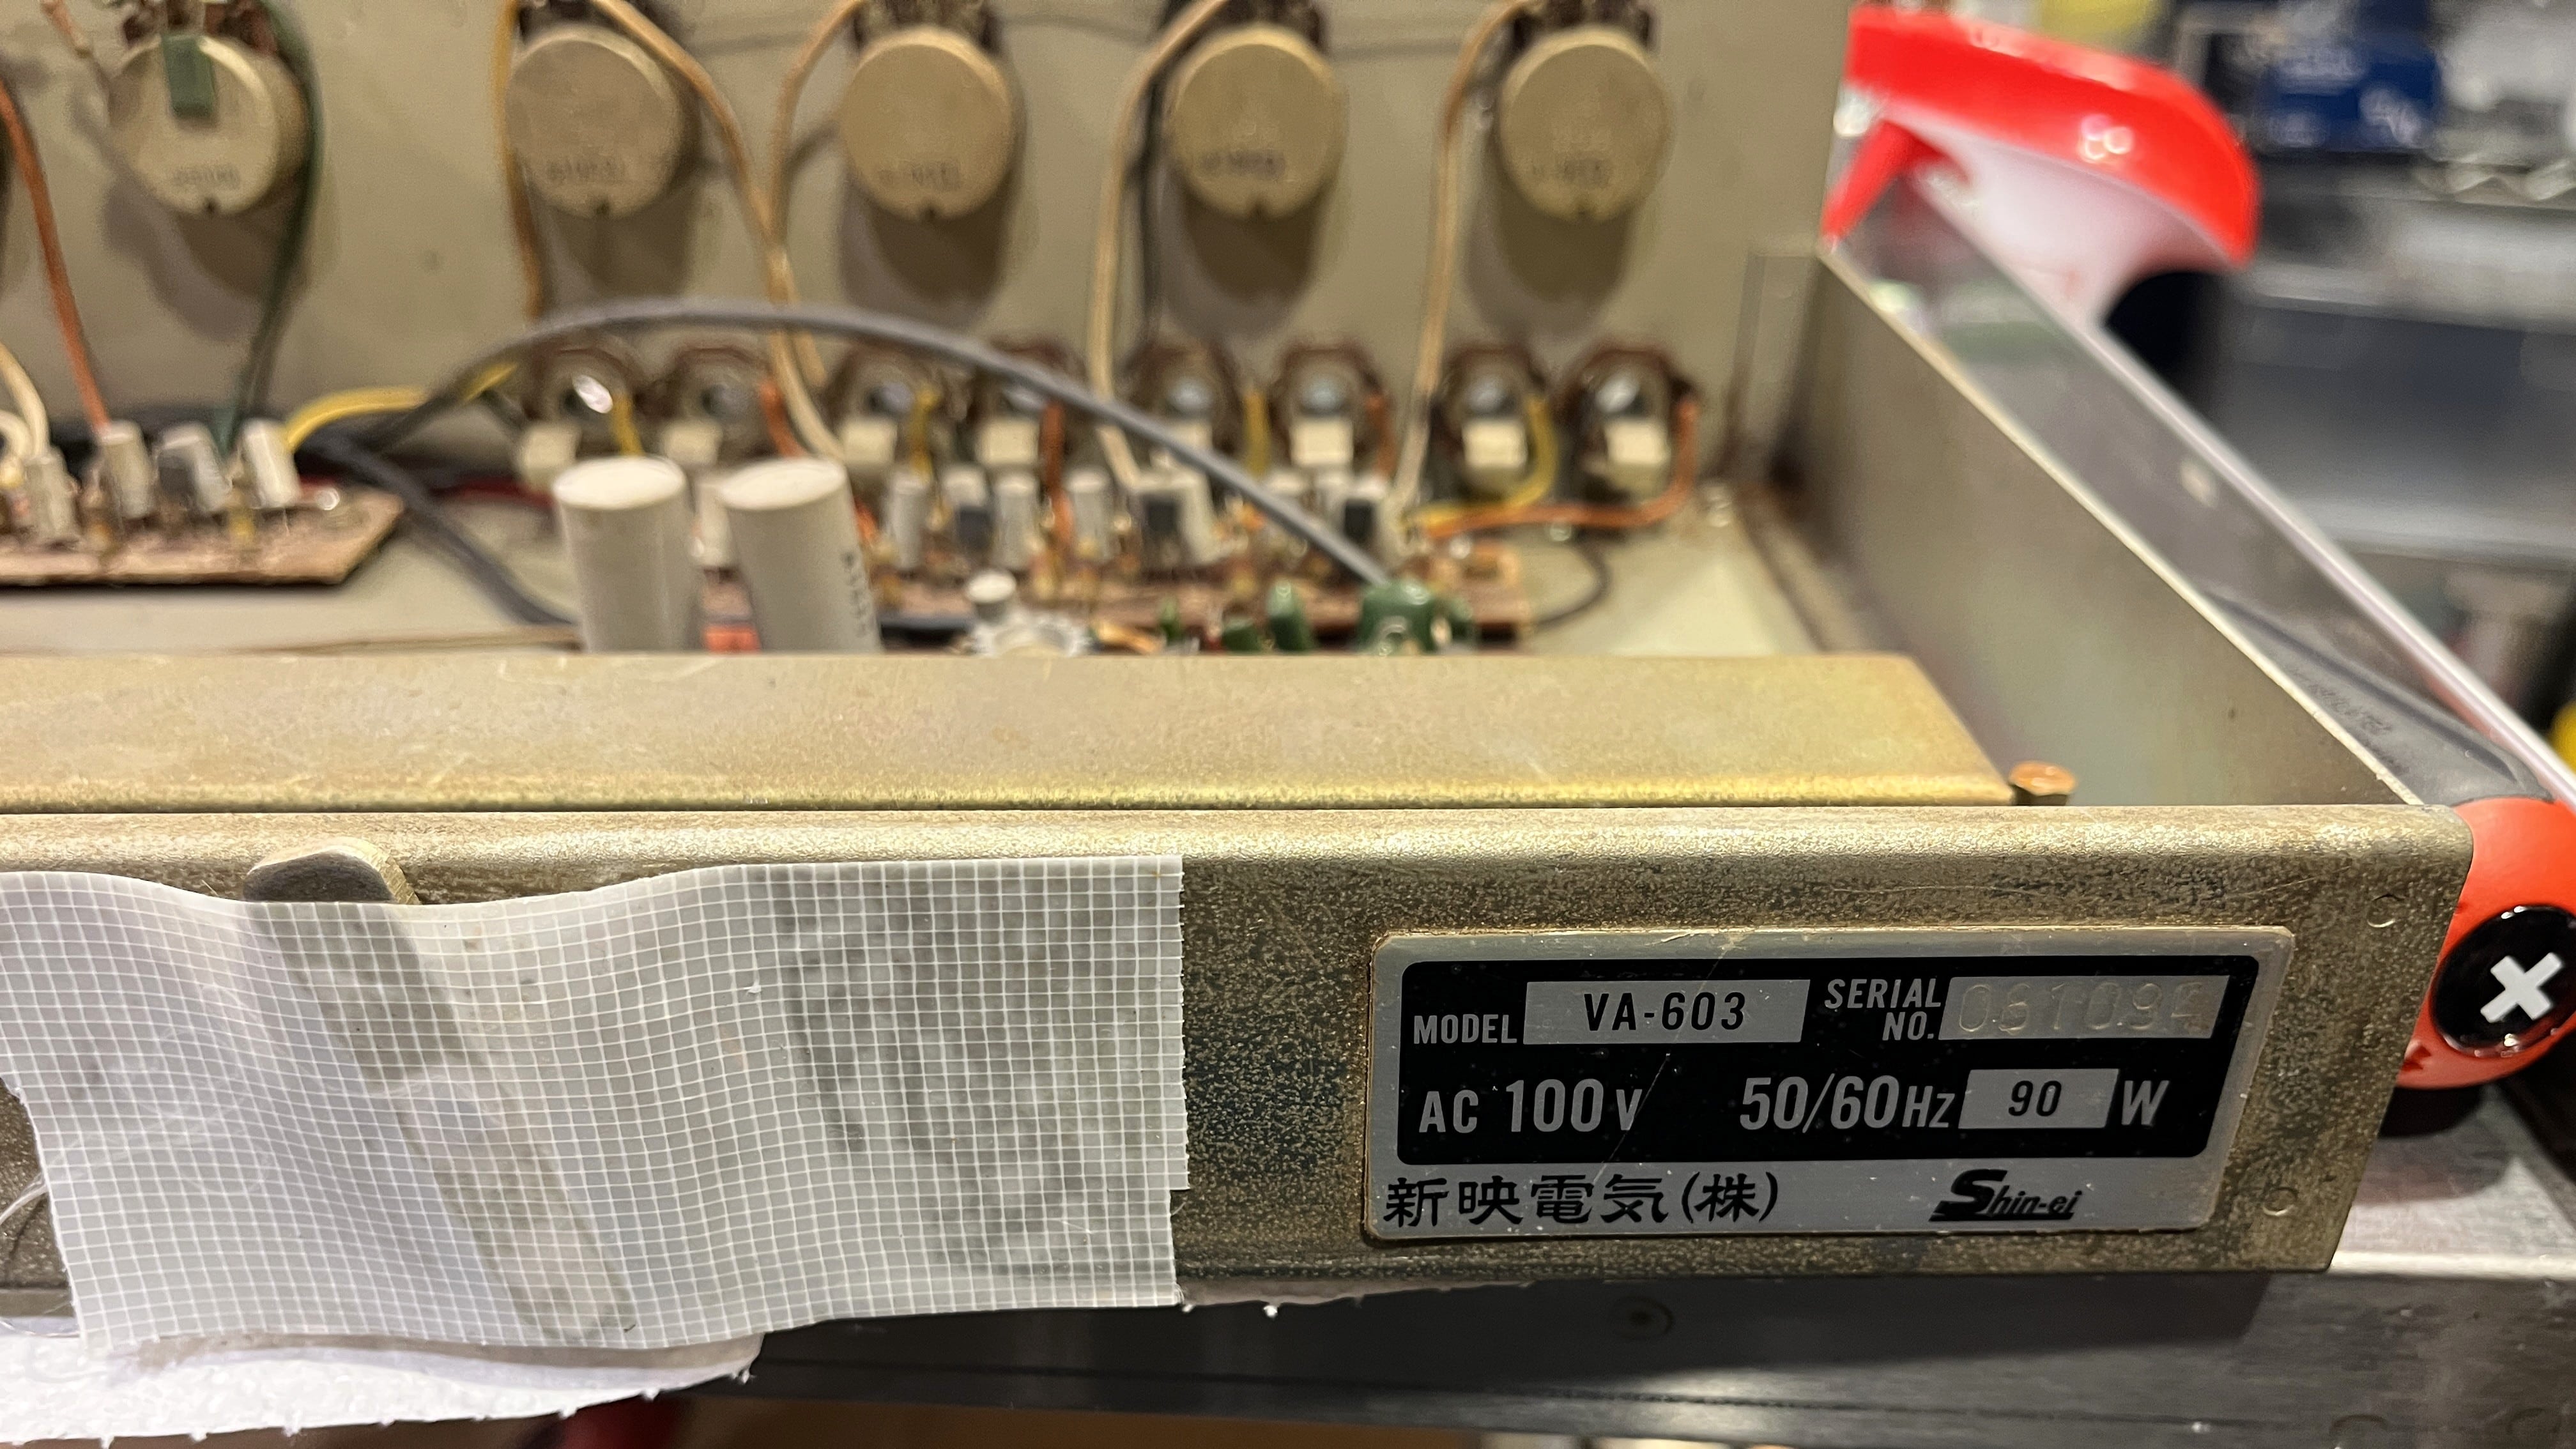 MODEL VA-603 SERIAL NO.
AC 100V 50/60Hz 90 W
新映電気(株) Shin-ei